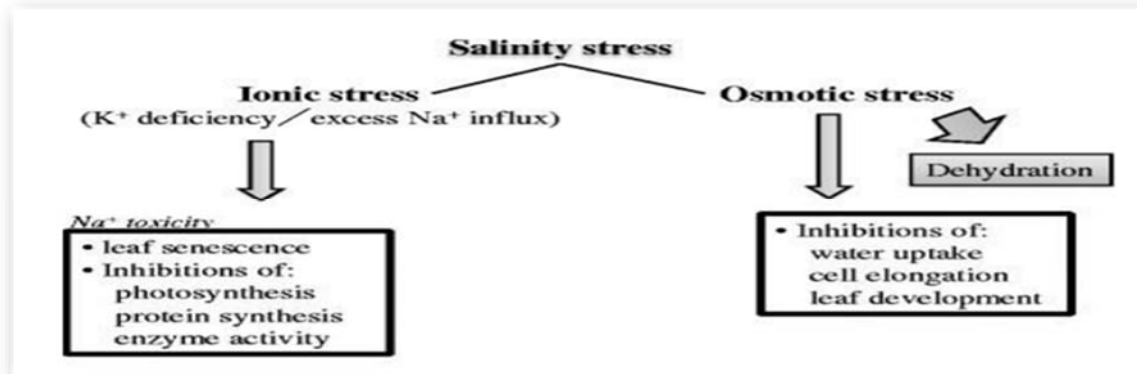 Salinity stress
Ionic stress
Osmotic stress
(K⁺ deficiency／excess Na⁺ influx)
Dehydration
Na⁺ toxicity
• leaf senescence
• Inhibitions of:
photosynthesis
protein synthesis
enzyme activity
• Inhibitions of:
water uptake
cell elongation
leaf development